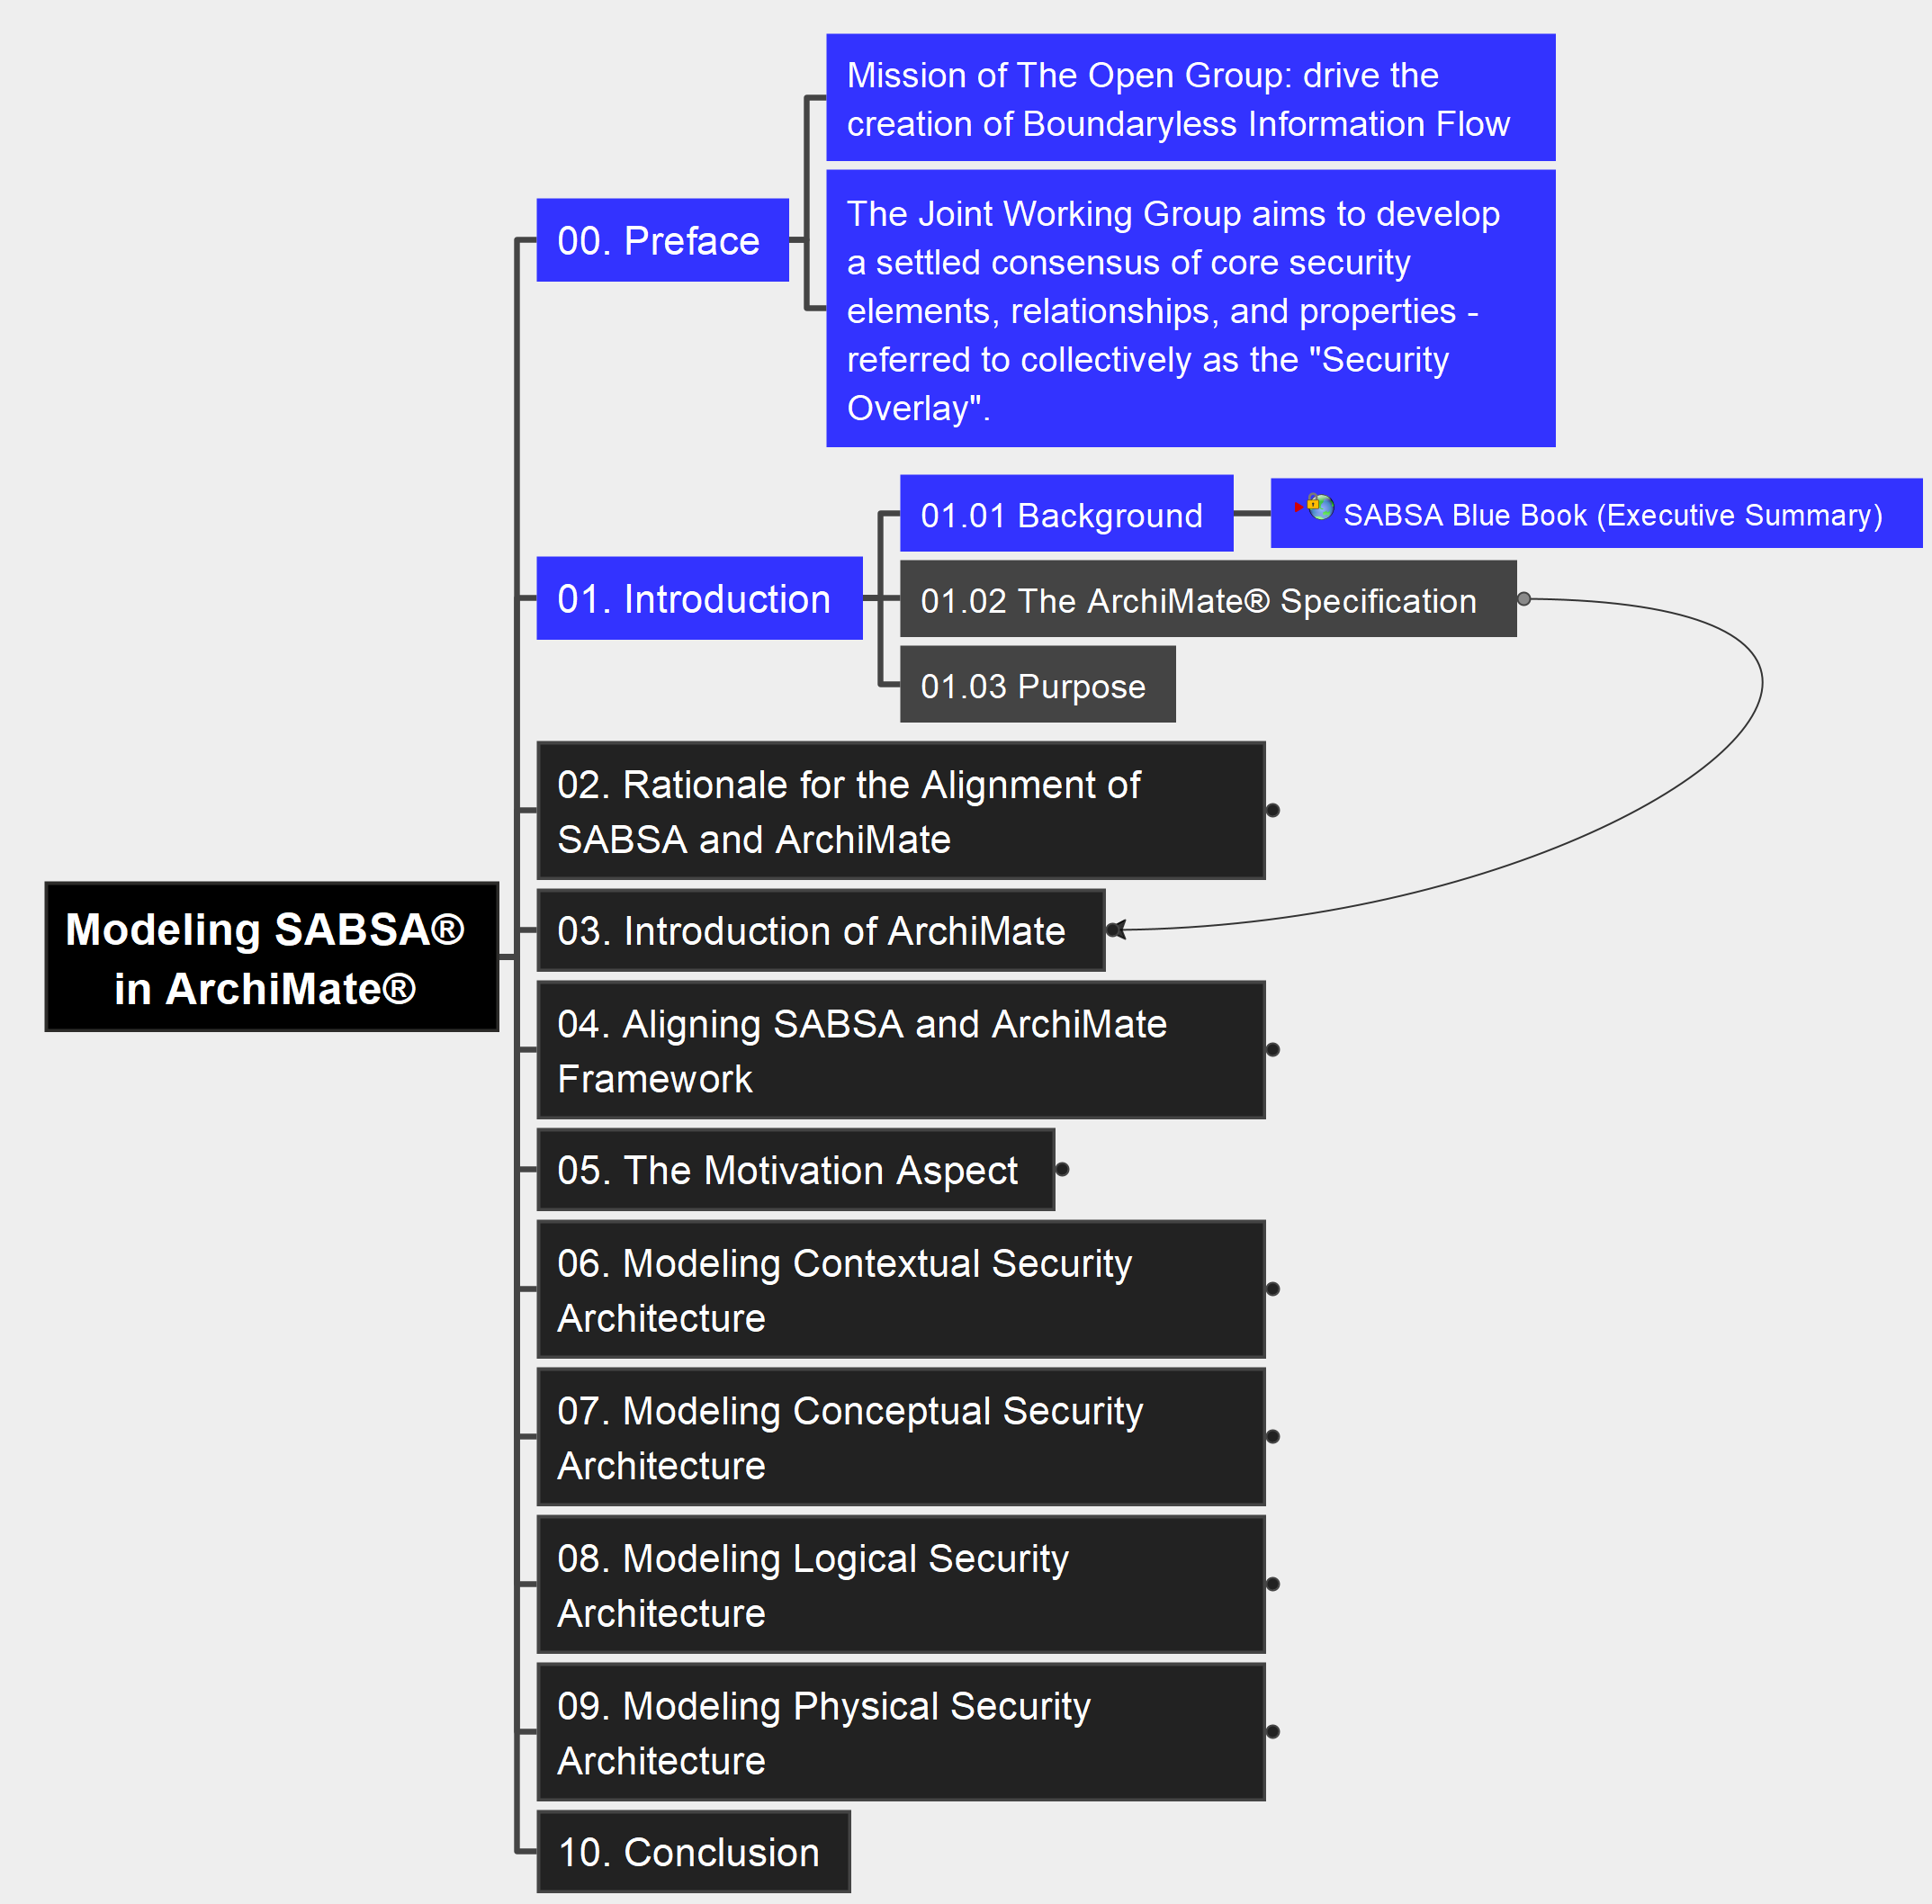 Mission of The Open Group: drive the
creation of Boundaryless Information Flow
00. Preface
The Joint Working Group aims to develop
a settled consensus of core security
elements, relationships, and properties -
referred to collectively as the "Security
Overlay".
01. Introduction
01.01 Background
SABSA Blue Book (Executive Summary)
01.02 The ArchiMate® Specification
01.03 Purpose
Modeling SABSA®
in ArchiMate®
02. Rationale for the Alignment of
SABSA and ArchiMate
03. Introduction of ArchiMate
04. Aligning SABSA and ArchiMate
Framework
05. The Motivation Aspect
06. Modeling Contextual Security
Architecture
07. Modeling Conceptual Security
Architecture
08. Modeling Logical Security
Architecture
09. Modeling Physical Security
Architecture
10. Conclusion